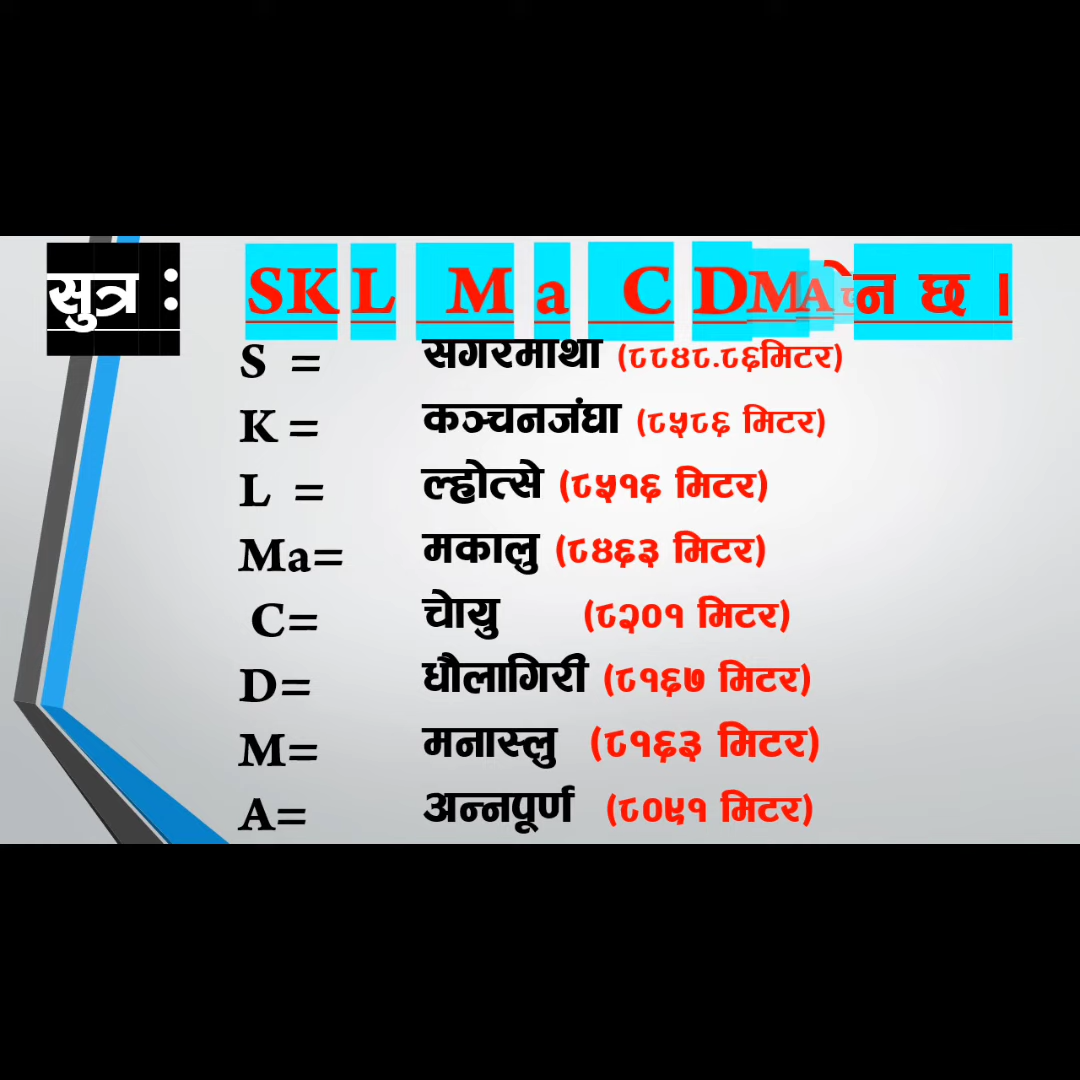 सुत्र : SKL Ma C DMA न छ ।
S = सगरमाथा (८८४८.८६मिटर)
K = कञ्चनजंघा (८५८६ मिटर)
L = ल्होत्से (८५१६ मिटर)
Ma= मकालु (८४६३ मिटर)
C= चाेयु (८२०१ मिटर)
D= धौलागिरी (८१६७ मिटर)
M= मनास्लु (८१६३ मिटर)
A= अन्नपूर्ण (८०९१ मिटर)